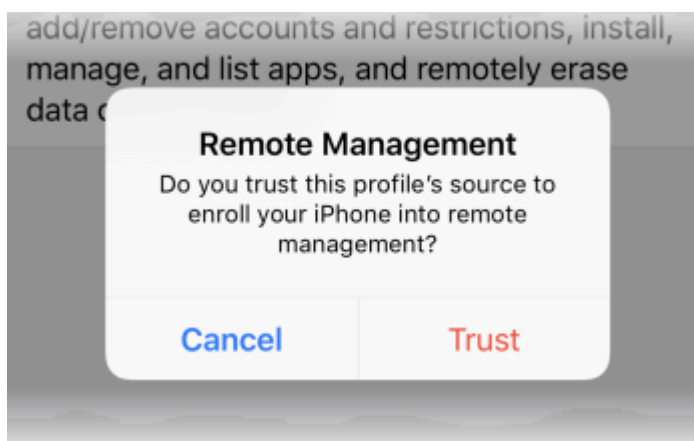 add/remove accounts and restrictions, install,
manage, and list apps, and remotely erase
data
Remote Management
Do you trust this profile's source to
enroll your iPhone into remote
management?
Cancel
Trust